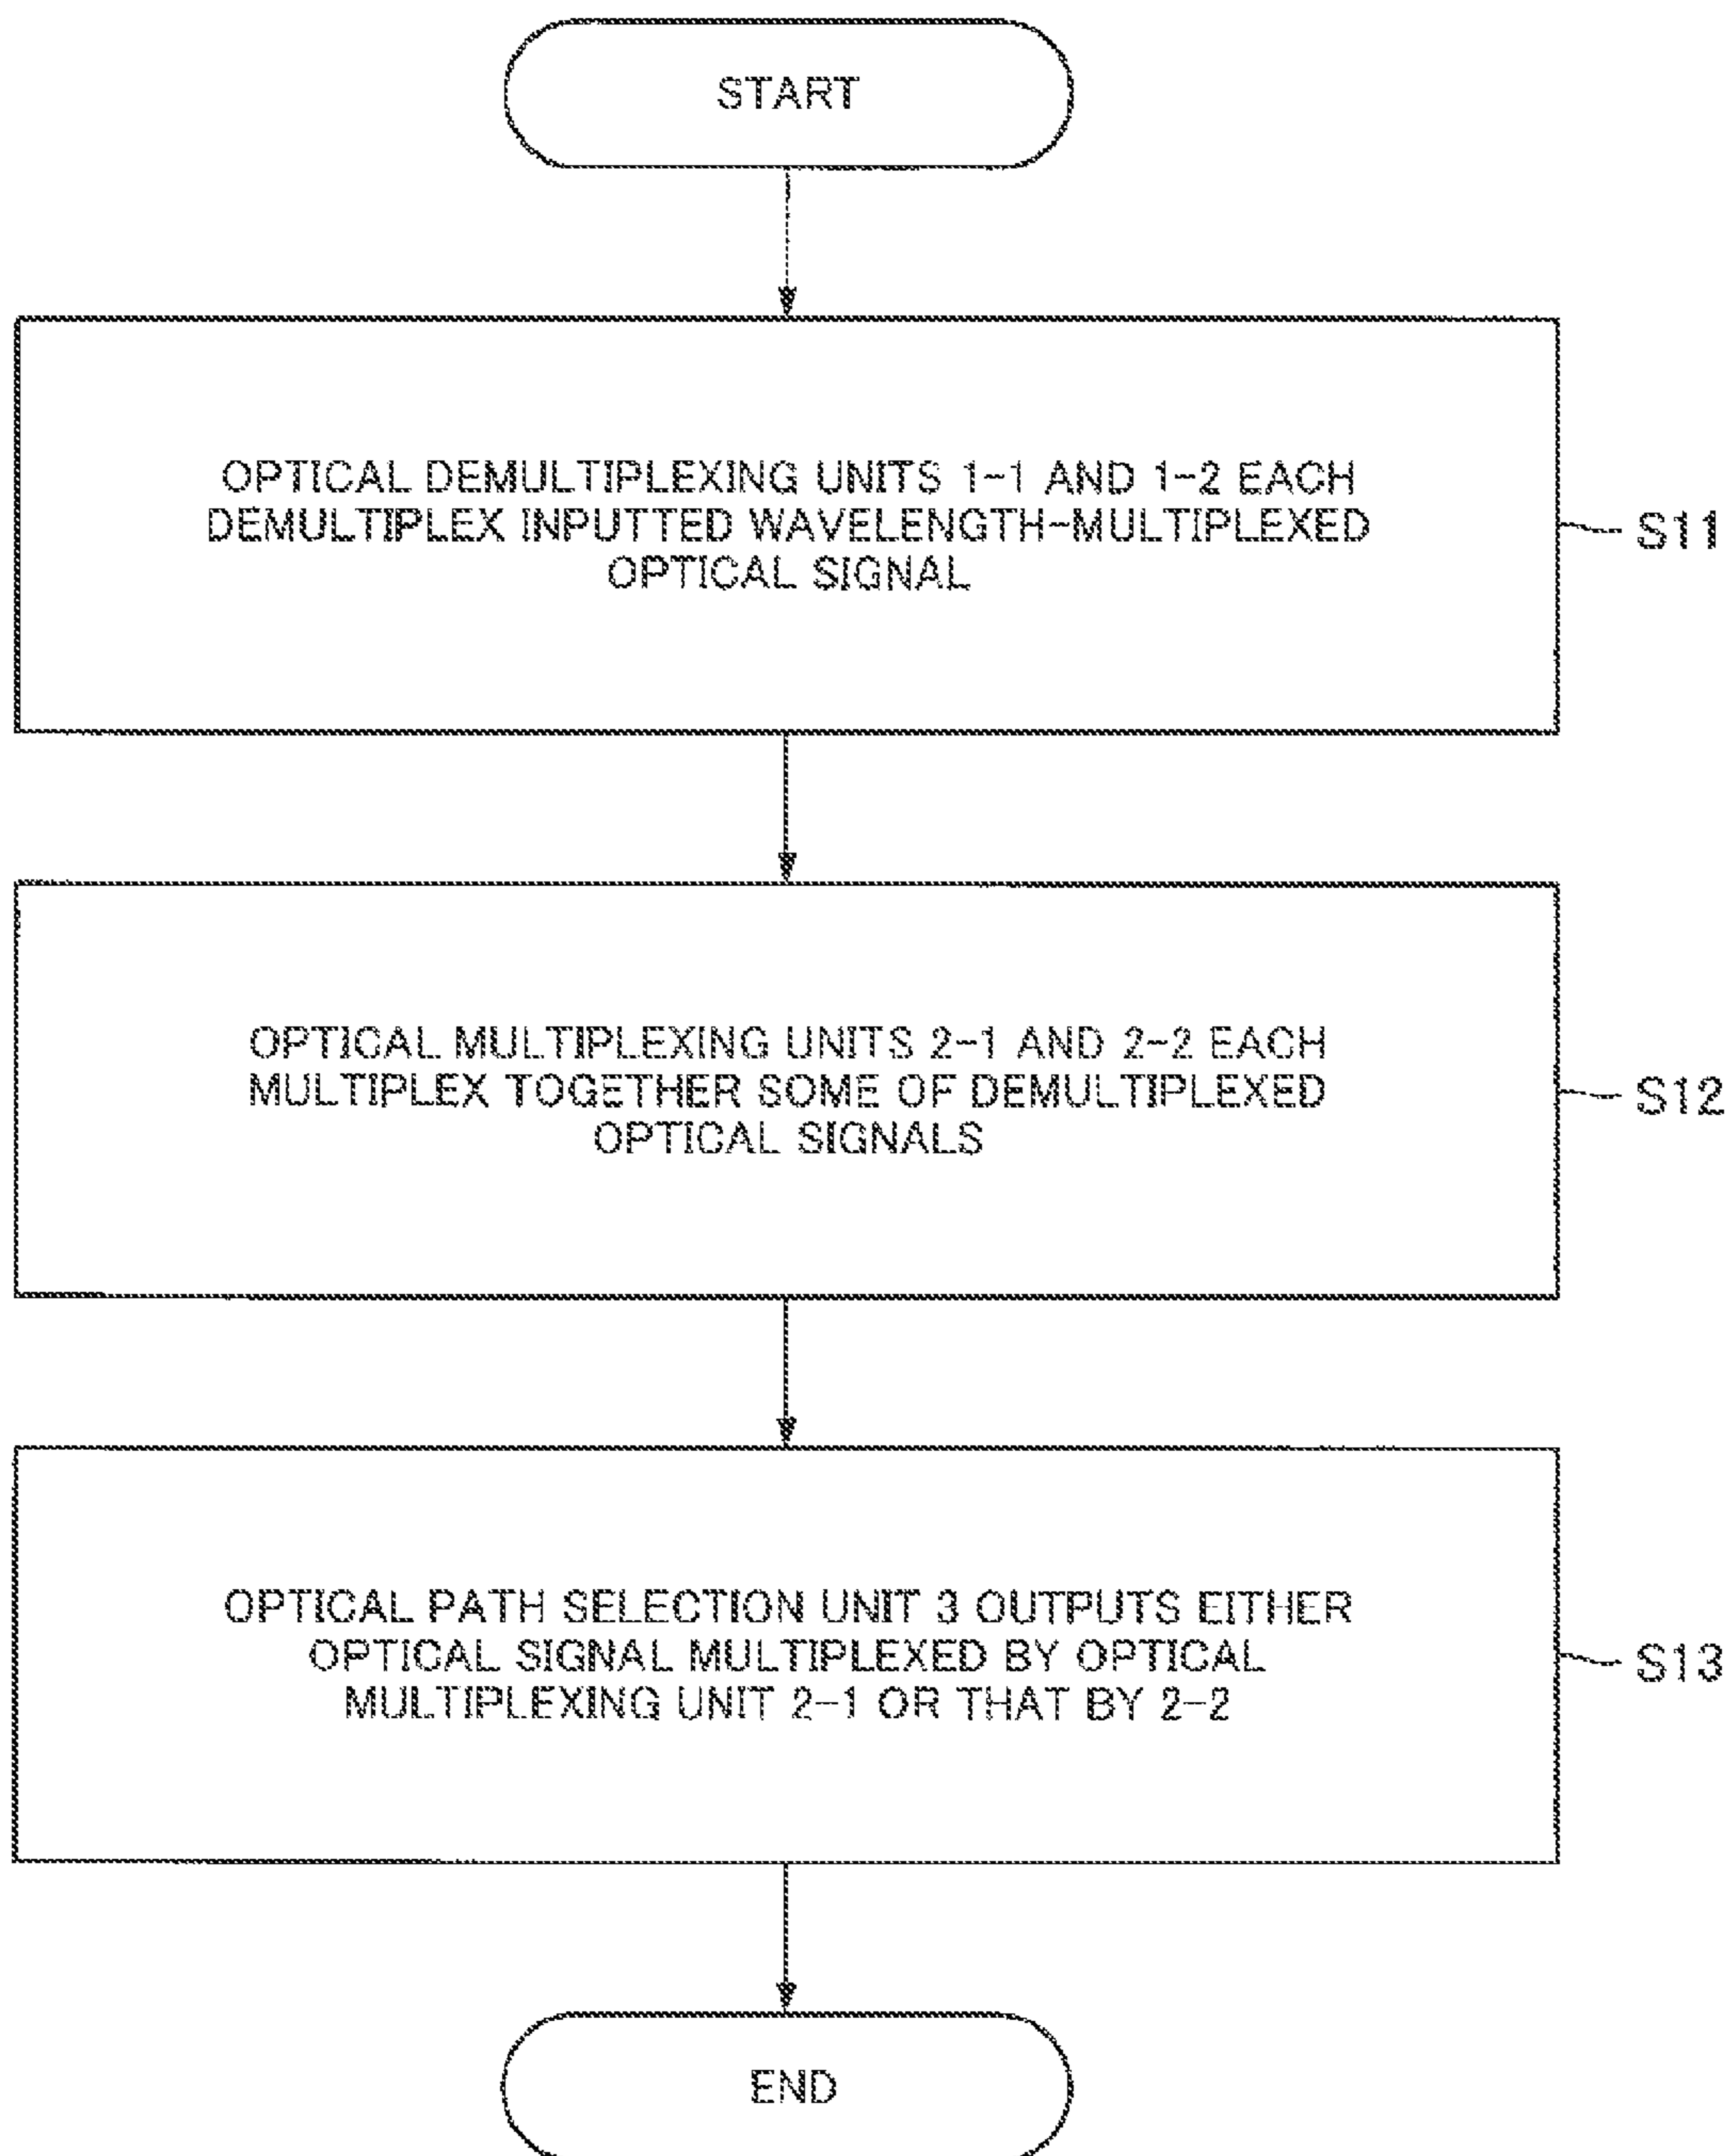 START
OPTICAL DEMULTIPLEXING UNITS 1-1 AND 1-2 EACH
DEMULTIPLEX INPUTTED WAVELENGTH-MULTIPLEXED
OPTICAL SIGNAL
S11
OPTICAL MULTIPLEXING UNITS 2-1 AND 2-2 EACH
MULTIPLEX TOGETHER SOME OF DEMULTIPLEXED
OPTICAL SIGNALS
S12
OPTICAL PATH SELECTION UNIT 3 OUTPUTS EITHER
OPTICAL SIGNAL MULTIPLEXED BY OPTICAL
MULTIPLEXING UNIT 2-1 OR THAT BY 2-2
S13
END